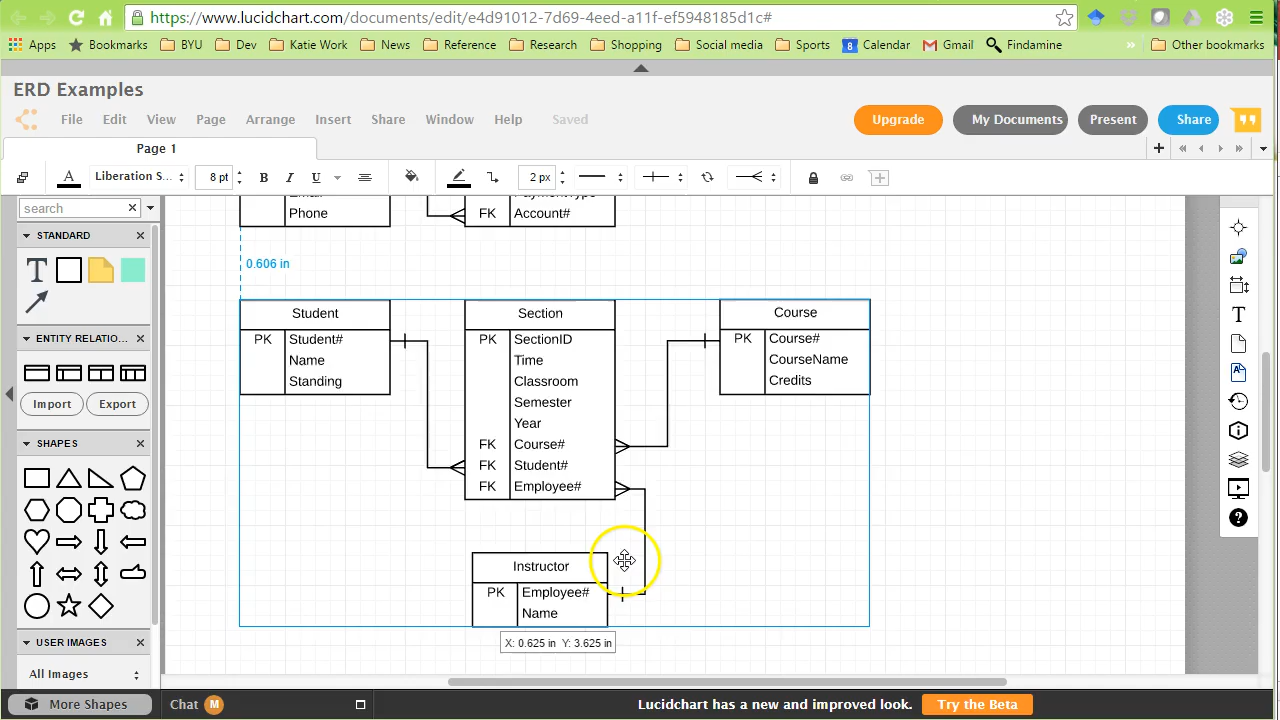 https://www.lucidchart.com/documents/edit/e4d91012-7d69-4eed-a11f-ef5948185d1c#
Apps Bookmarks BYU Dev Katie Work News Reference Research Shopping Social media Sports 8 Calendar Gmail Findamine » Other bookmarks
ERD Examples
File Edit View Page Arrange Insert Share Window Help Saved
Upgrade My Documents Present Share
Page 1
A Liberation S... 8 pt B I U 2 px
search
Phone FK Account#
STANDARD
T
0.606 in
ENTITY RELATIO...
Import Export
SHAPES
USER IMAGES
All Images
More Shapes
Student
PK Student#
Name
Standing
Section
PK SectionID
Time
Classroom
Semester
Year
FK Course#
FK Student#
FK Employee#
Course
PK Course#
CourseName
Credits
Instructor
PK Employee#
Name
X: 0.625 in Y: 3.625 in
T
A
?
Chat M
Lucidchart has a new and improved look. Try the Beta